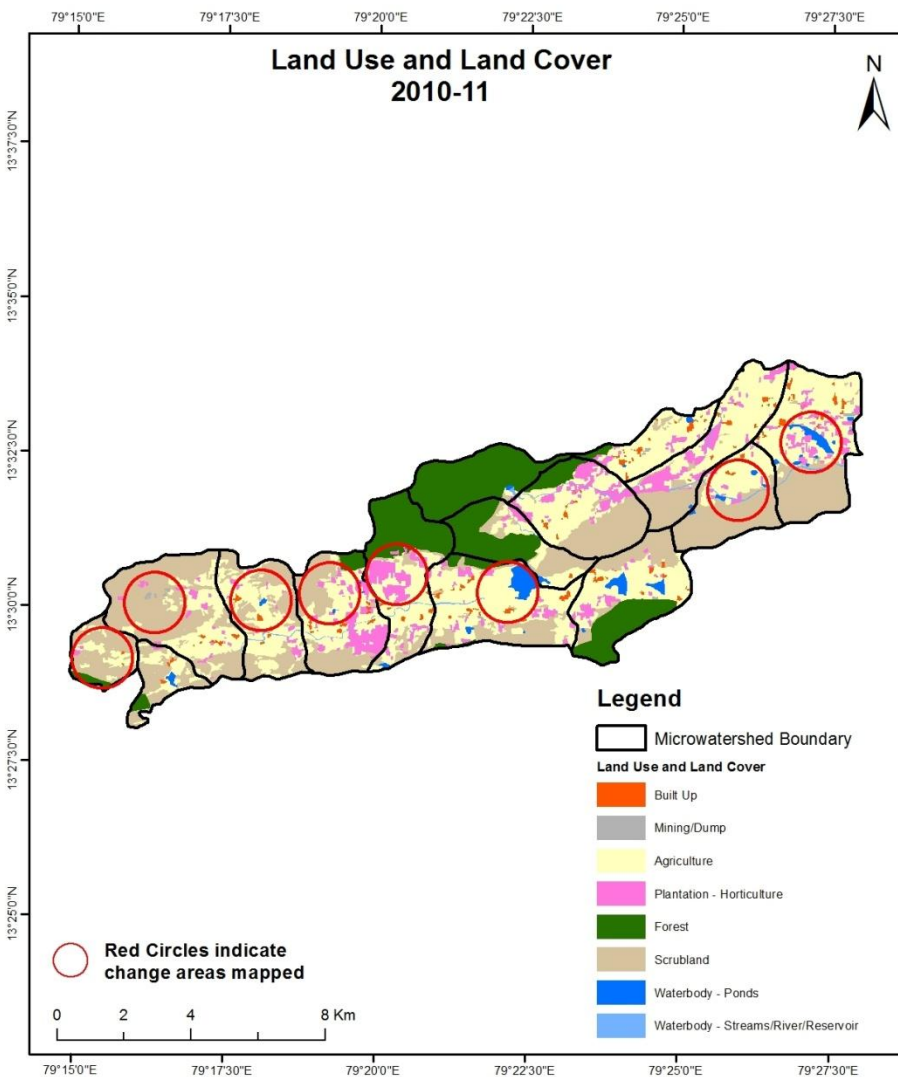 79°15'0"E 79°17'30"E 79°20'0"E 79°22'30"E 79°25'0"E 79°27'30"E
Land Use and Land Cover
2010-11
N
13°37'30"N
13°35'0"N
13°32'30"N
13°30'0"N
13°27'30"N
13°25'0"N
Legend
Microwatershed Boundary
Land Use and Land Cover
Built Up
Mining/Dump
Agriculture
Plantation - Horticulture
Forest
Scrubland
Waterbody - Ponds
Waterbody - Streams/River/Reservoir
Red Circles indicate
change areas mapped
0 2 4 8 Km
79°15'0"E 79°17'30"E 79°20'0"E 79°22'30"E 79°25'0"E 79°27'30"E